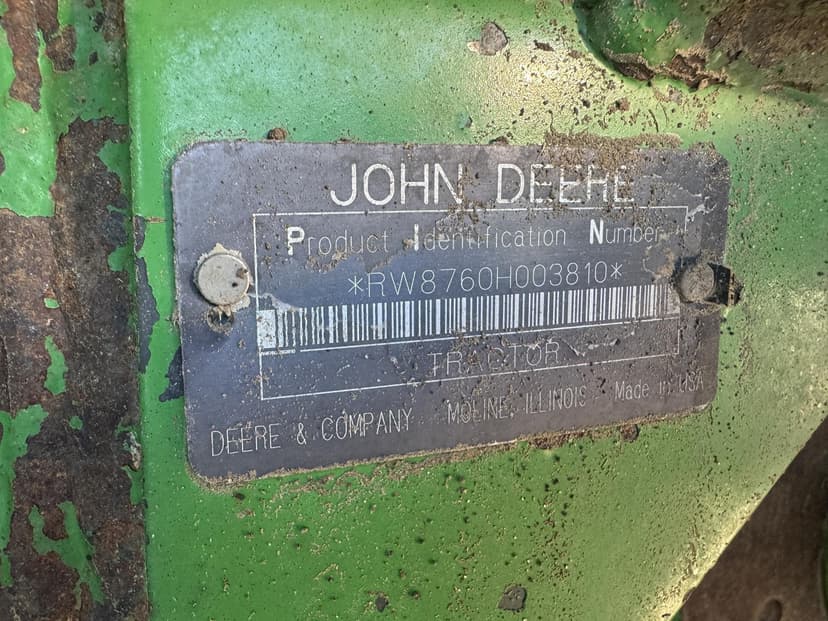 JOHN DEERE
Product Identification Number
*RW8760H003810*
TRACTOR
DEERE & COMPANY MOLINE, ILLINOIS Made in USA